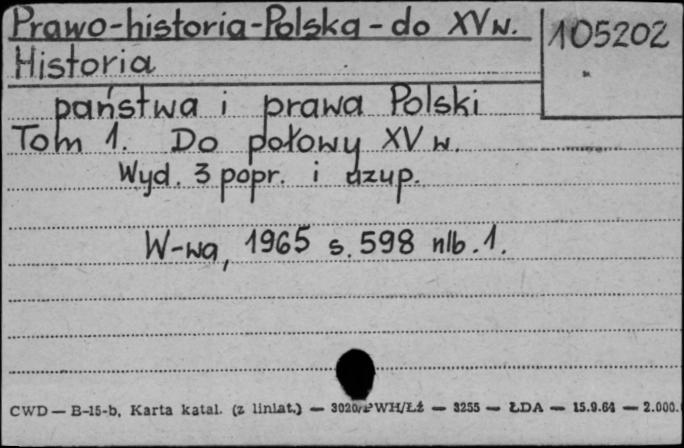 Prawo-historia-Polska-do XV w.
105202
Historia
państwa i prawa Polski
Tom 1. Do połowy XV w.
Wyd. 3 popr. i uzup.
W-wa, 1965 s. 598 nlb. 1.
CWD — B-15-b, Karta katal. (z liniat.) — 3020/PWH/Łż — 3255 — ŁDA — 15.9.64 — 2.000.